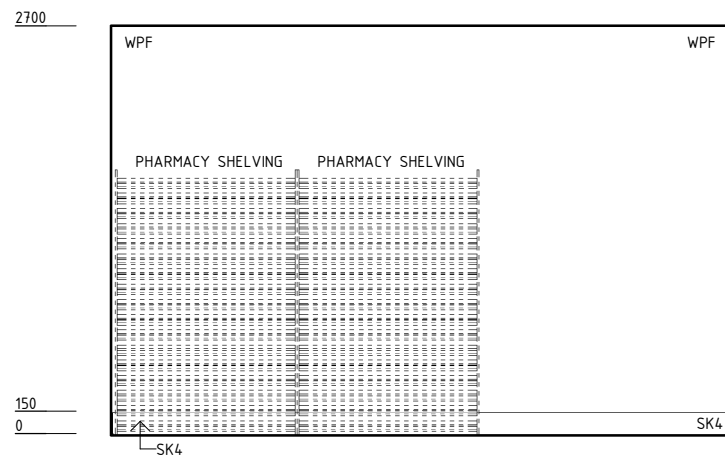 2700
WPF WPF
PHARMACY SHELVING PHARMACY SHELVING
150
0
SK4
SK4